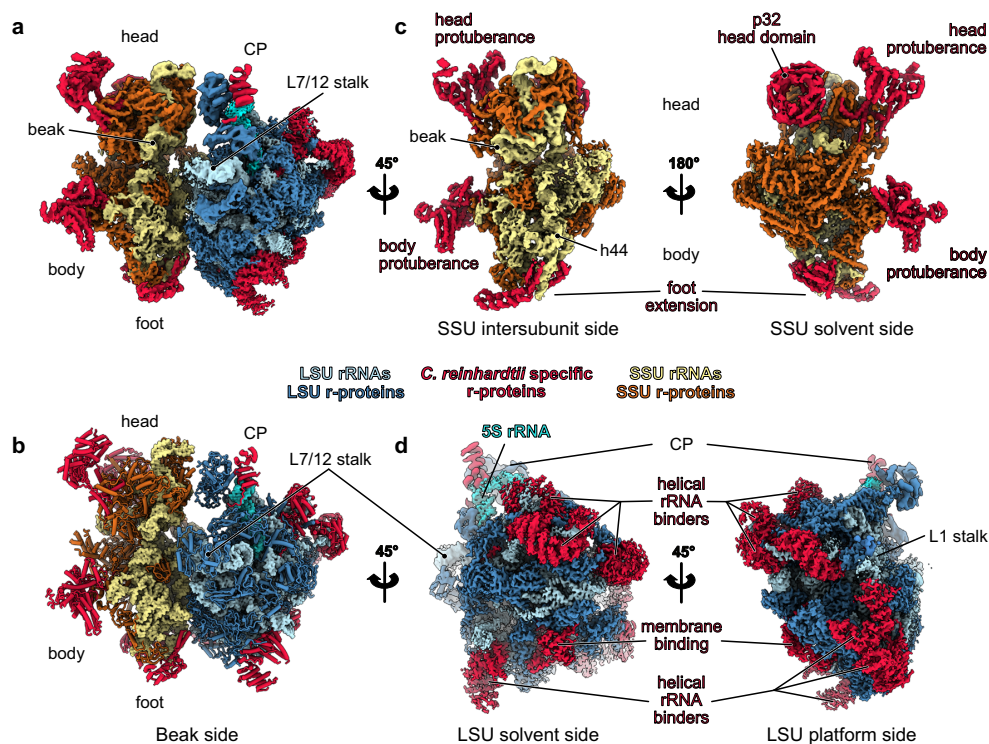 a
head
CP
L7/12 stalk
beak
body
foot
45°
c
head
protuberance
beak
body
protuberance
h44
SSU intersubunit side
head
180°
body
foot
extension
p32
head domain
head
protuberance
body
protuberance
SSU solvent side
LSU rRNAs
LSU r-proteins
C. reinhardtii specific
r-proteins
SSU rRNAs
SSU r-proteins
b
head
CP
L7/12 stalk
body
foot
Beak side
45°
d
5S rRNA
CP
helical
rRNA
binders
45°
L1 stalk
membrane
binding
helical
rRNA
binders
LSU solvent side
LSU platform side